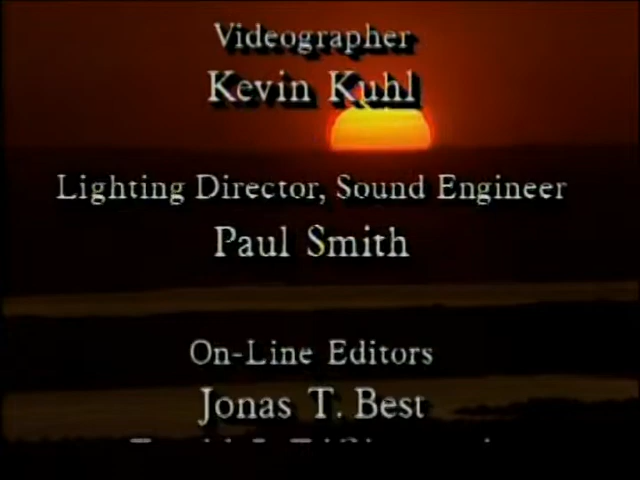 Videographer
Kevin Kuhl
Lighting Director, Sound Engineer
Paul Smith
On-Line Editors
Jonas T. Best